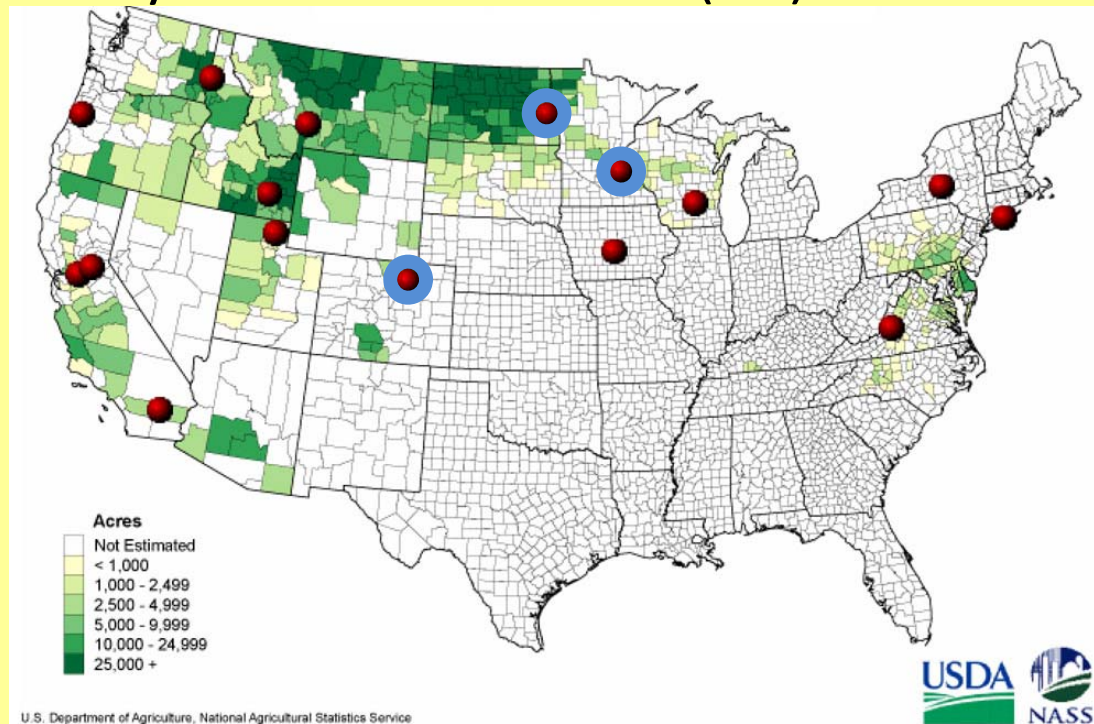 Acres
Not Estimated
< 1,000
1,000 - 2,499
2,500 - 4,999
5,000 - 9,999
10,000 - 24,999
25,000 +
USDA
NASS
U.S. Department of Agriculture, National Agricultural Statistics Service